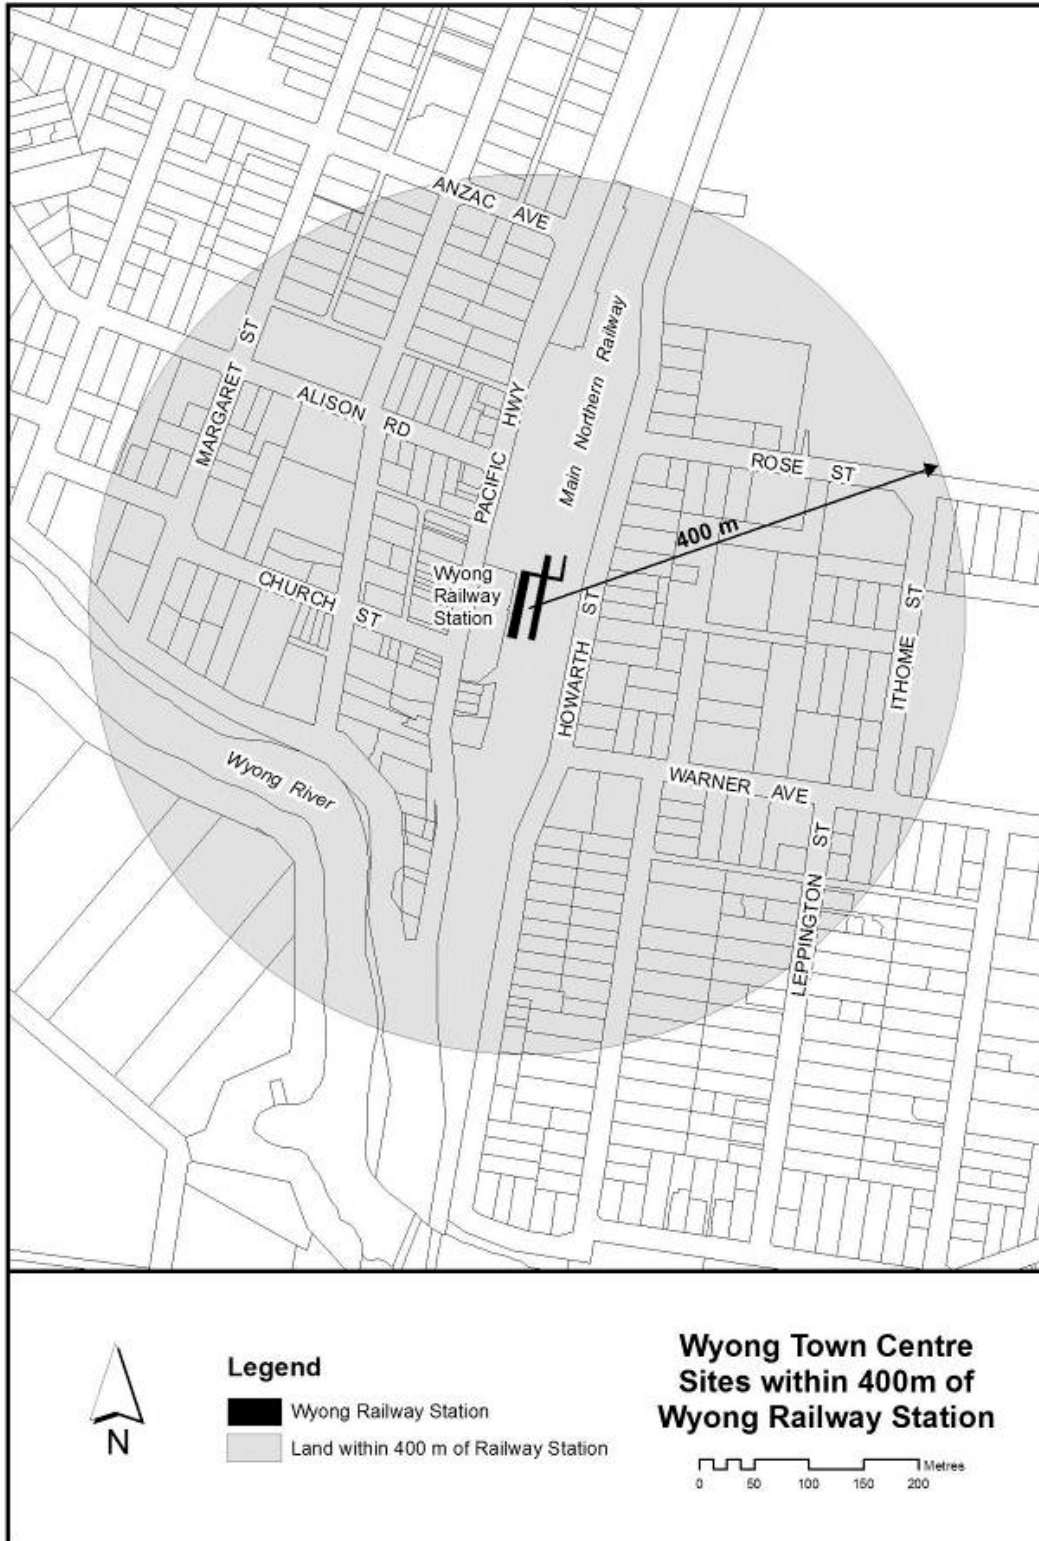 ANZAC AVE
MARGARET ST
ALISON RD
PACIFIC HWY
Main Northern Railway
ROSE ST
400 m
Wyong
Railway
Station
CHURCH ST
HOWARTH ST
ITHOME ST
Wyong River
WARNER AVE
LEPPINGTON ST
N
Legend
Wyong Railway Station
Land within 400 m of Railway Station
Wyong Town Centre
Sites within 400m of
Wyong Railway Station
Metres
0 50 100 150 200